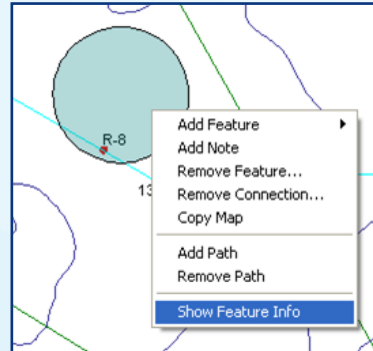 R-8
13
Add Feature
Add Note
Remove Feature...
Remove Connection...
Copy Map
Add Path
Remove Path
Show Feature Info